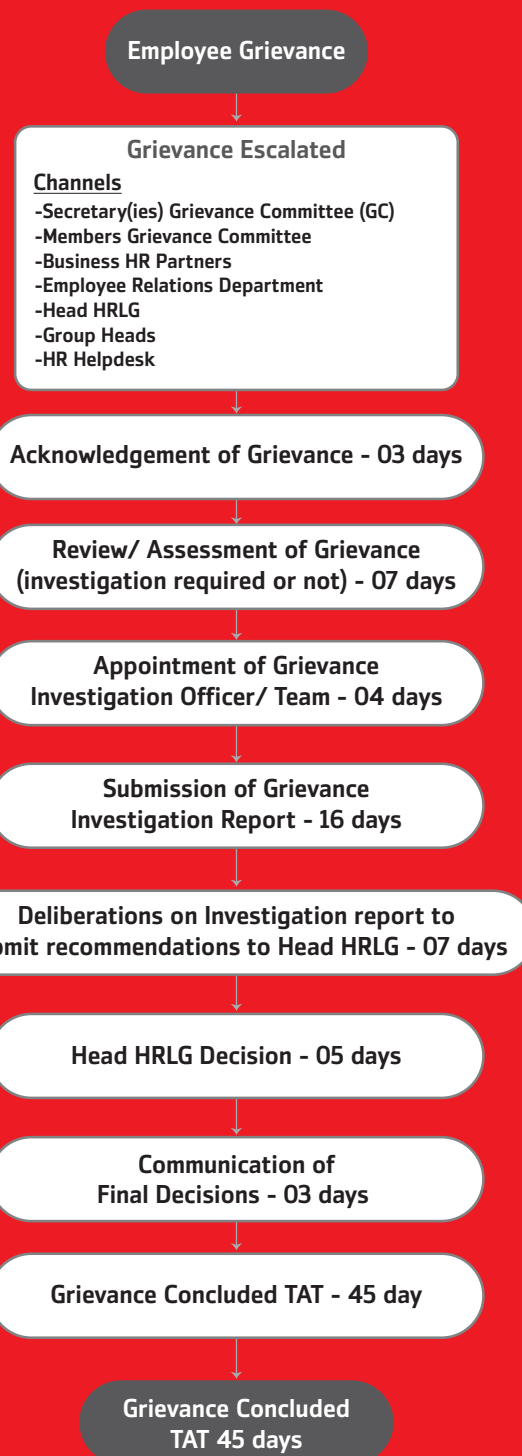 Employee Grievance
Grievance Escalated
Channels
-Secretary(ies) Grievance Committee (GC)
-Members Grievance Committee
-Business HR Partners
-Employee Relations Department
-Head HRLG
-Group Heads
-HR Helpdesk
Acknowledgement of Grievance - 03 days
Review/ Assessment of Grievance
(investigation required or not) - 07 days
Appointment of Grievance
Investigation Officer/ Team - 04 days
Submission of Grievance
Investigation Report - 16 days
Deliberations on Investigation report to
recommendations to Head HRLG - 07 days
Head HRLG Decision - 05 days
Communication of
Final Decisions - 03 days
Grievance Concluded TAT - 45 day
Grievance Concluded
TAT 45 days